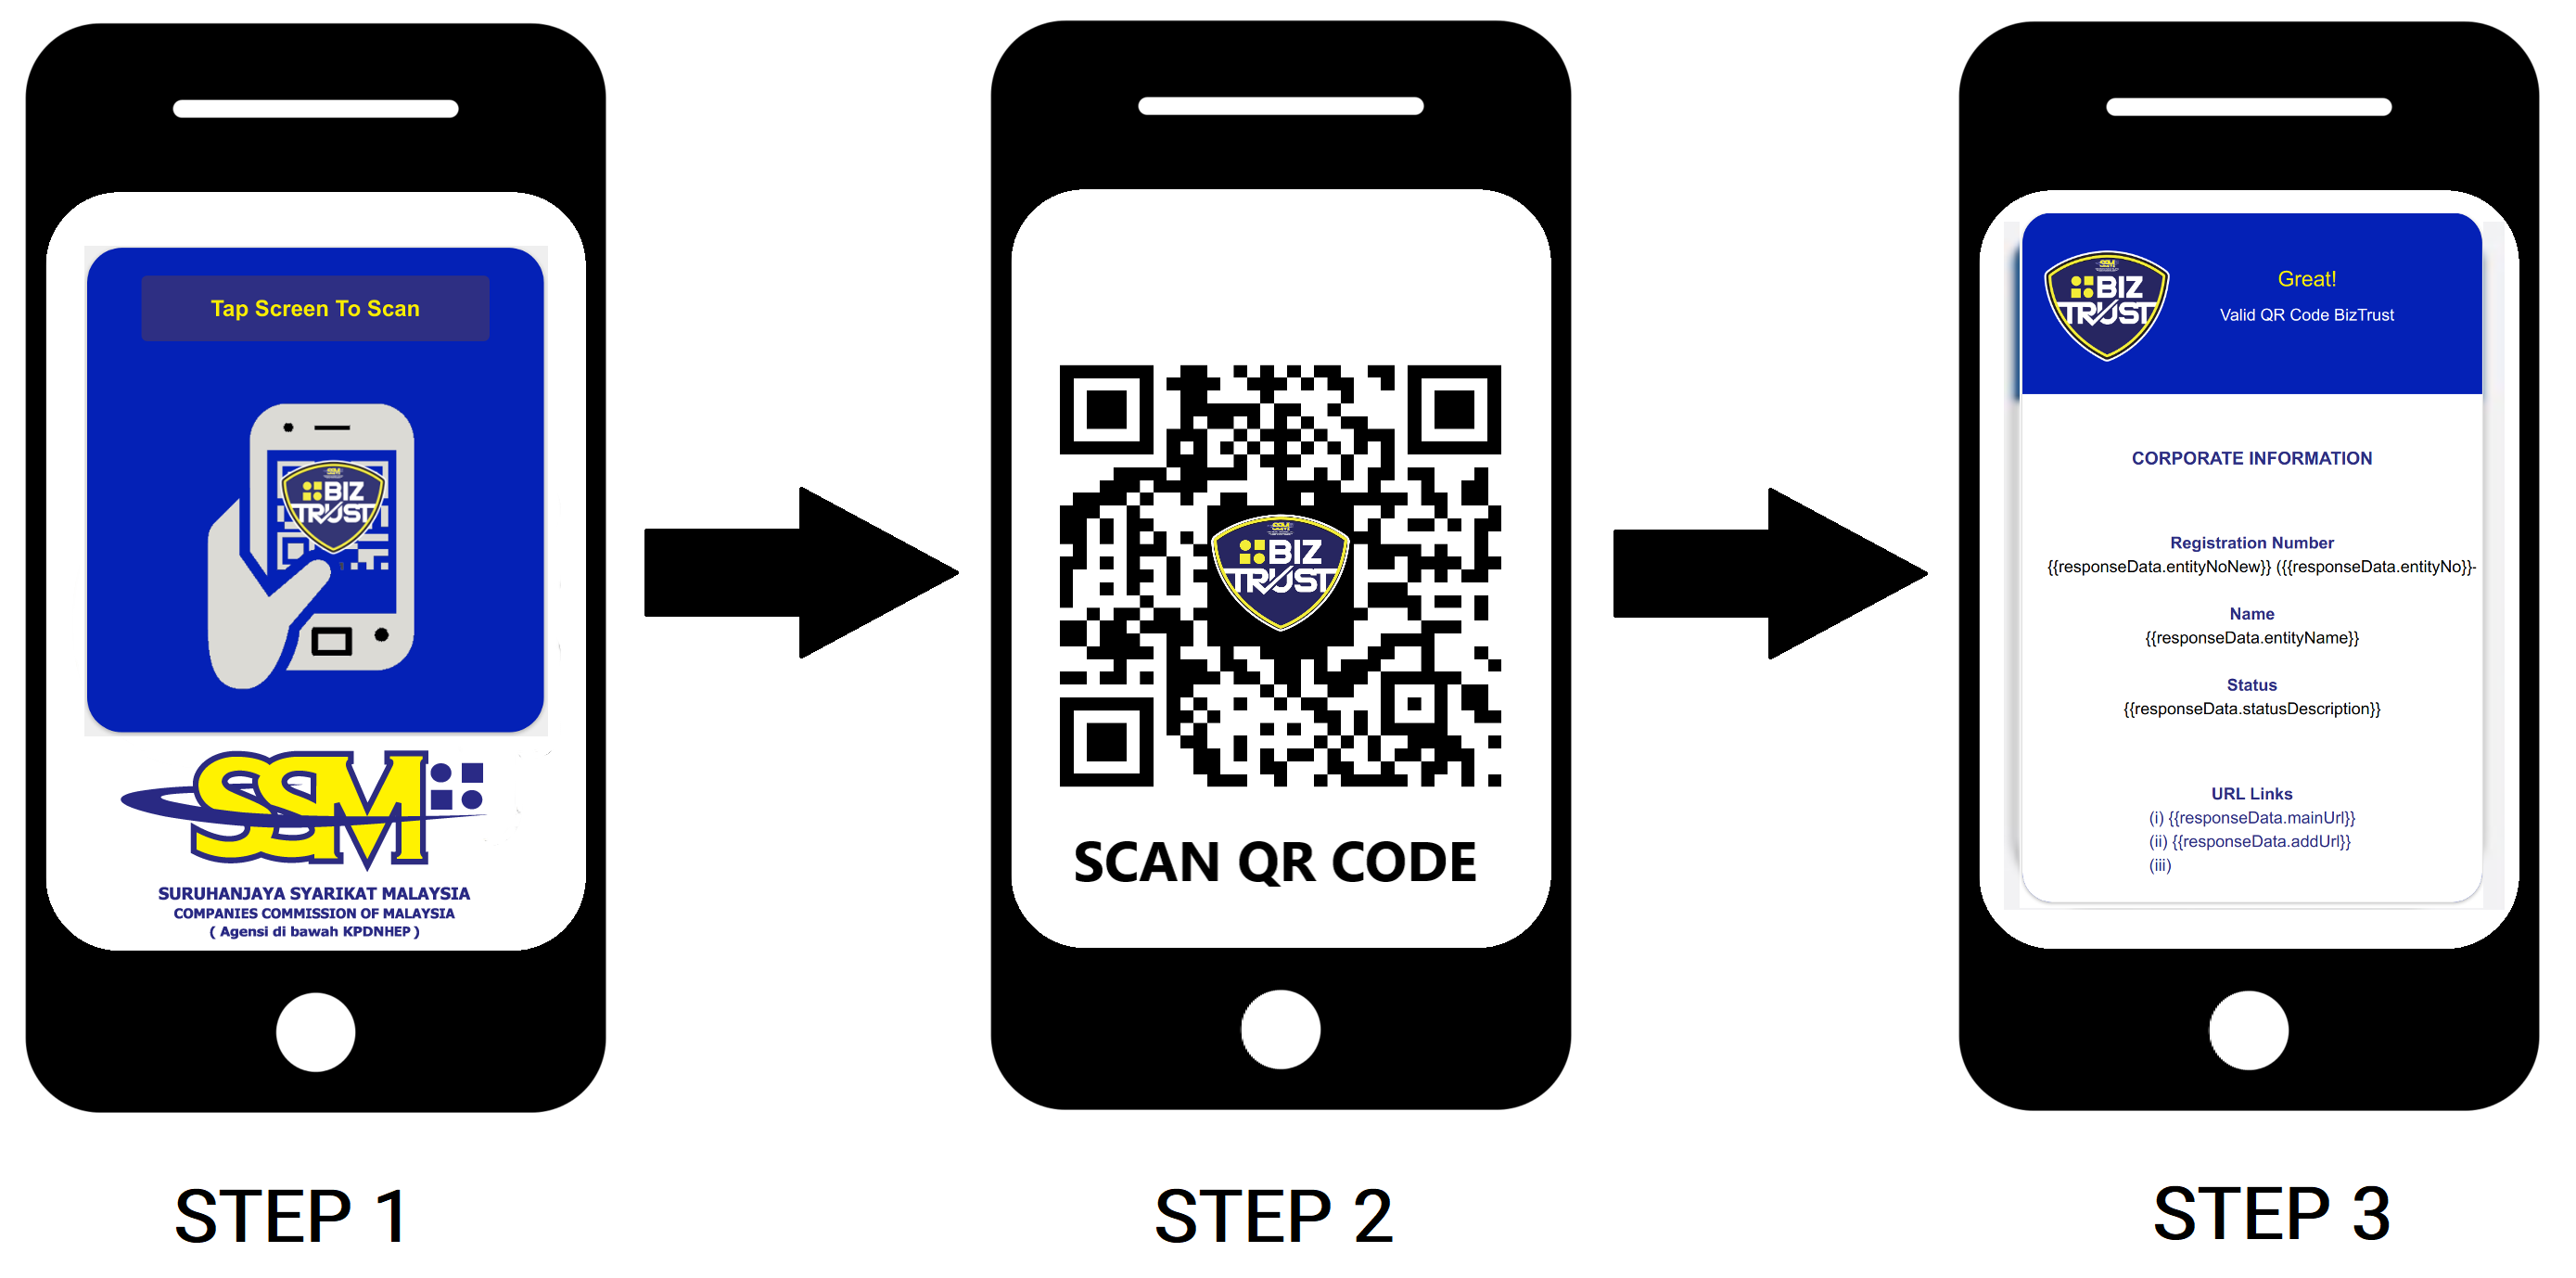 Tap Screen To Scan
SSM
BIZ
TRUST
SSM
SURUHANJAYA SYARIKAT MALAYSIA
COMPANIES COMMISSION OF MALAYSIA
( Agensi di bawah KPDNHEP )
STEP 1
SSM
BIZ
TRUST
SCAN QR CODE
STEP 2
SSM
BIZ
TRUST
Great!
Valid QR Code BizTrust
CORPORATE INFORMATION
Registration Number
{{responseData.entityNoNew}} ({{responseData.entityNo}}-
Name
{{responseData.entityName}}
Status
{{responseData.statusDescription}}
URL Links
(i) {{responseData.mainUrl}}
(ii) {{responseData.addUrl}}
(iii)
STEP 3